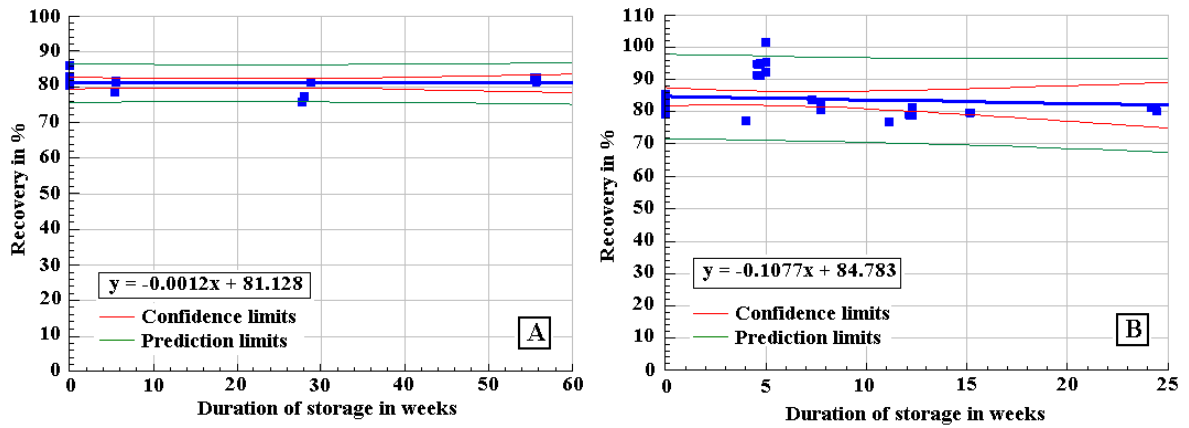 100
90
80
70
60
50
40
30
20
10
0
Recovery in %
y = -0.0012x + 81.128
Confidence limits
Prediction limits
A
0 10 20 30 40 50 60
Duration of storage in weeks
110
100
90
80
70
60
50
40
30
20
10
0
Recovery in %
y = -0.1077x + 84.783
Confidence limits
Prediction limits
B
0 5 10 15 20 25
Duration of storage in weeks